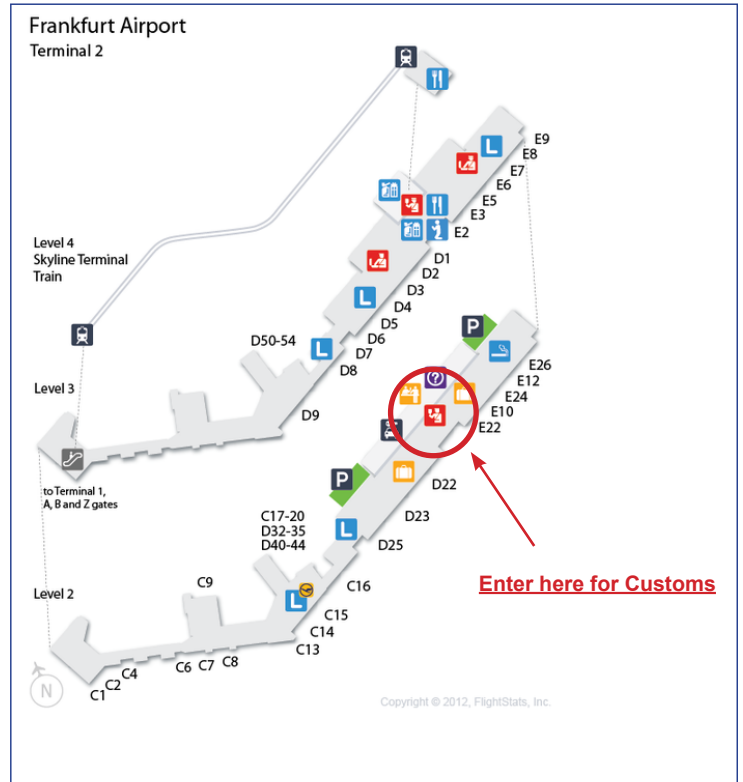 Frankfurt Airport
Terminal 2
E9
E8
E7
E6
E5
E3
E2
D1
D2
D3
D4
D5
D6
D7
D8
D9
D50-54
Level 4
Skyline Terminal
Train
Level 3
to Terminal 1,
A, B and Z gates
P
E26
E12
E24
E10
E22
D22
D23
D25
P
C17-20
D32-35
D40-44
L
L
L
L
L
?
Enter here for Customs
Level 2
C16
C15
C14
C13
C9
C8
C7
C6
C4
C2
C1
N
Copyright © 2012, FlightStats, Inc.